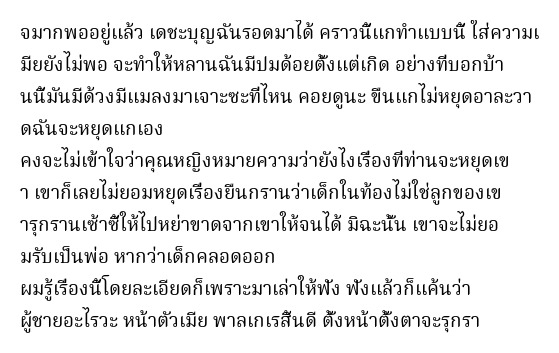 จมากพออยู่แล้ว เดชะบุญฉันรอดมาได้ คราวนี้แกทำแบบนี้ ใส่ความเ
มียยังไม่พอ จะทำให้หลานฉันมีปมด้อยตั้งแต่เกิด อย่างที่บอกบ้า
นนี้มันมีด้วงมีแมลงมาเจาะซะที่ไหน คอยดูนะ ขืนแกไม่หยุดอาละวา
ดฉันจะหยุดแกเอง
คงจะไม่เข้าใจว่าคุณหญิงหมายความว่ายังไงเรื่องที่ท่านจะหยุดเข
า เขาก็เลยไม่ยอมหยุดเรื่องยืนกรานว่าเด็กในท้องไม่ใช่ลูกของเข
ารุกรานเซ้าซี้ให้ไปหย่าขาดจากเขาให้จนได้ มิฉะนั้น เขาจะไม่ยอ
มรับเป็นพ่อ หากว่าเด็กคลอดออก
ผมรู้เรื่องนี้โดยละเอียดก็เพราะมาเล่าให้ฟัง ฟังแล้วก็แค้นว่า
ผู้ชายอะไรวะ หน้าตัวเมีย พาลเกเรสิ้นดี ตั้งหน้าตั้งตาจะรุกรา